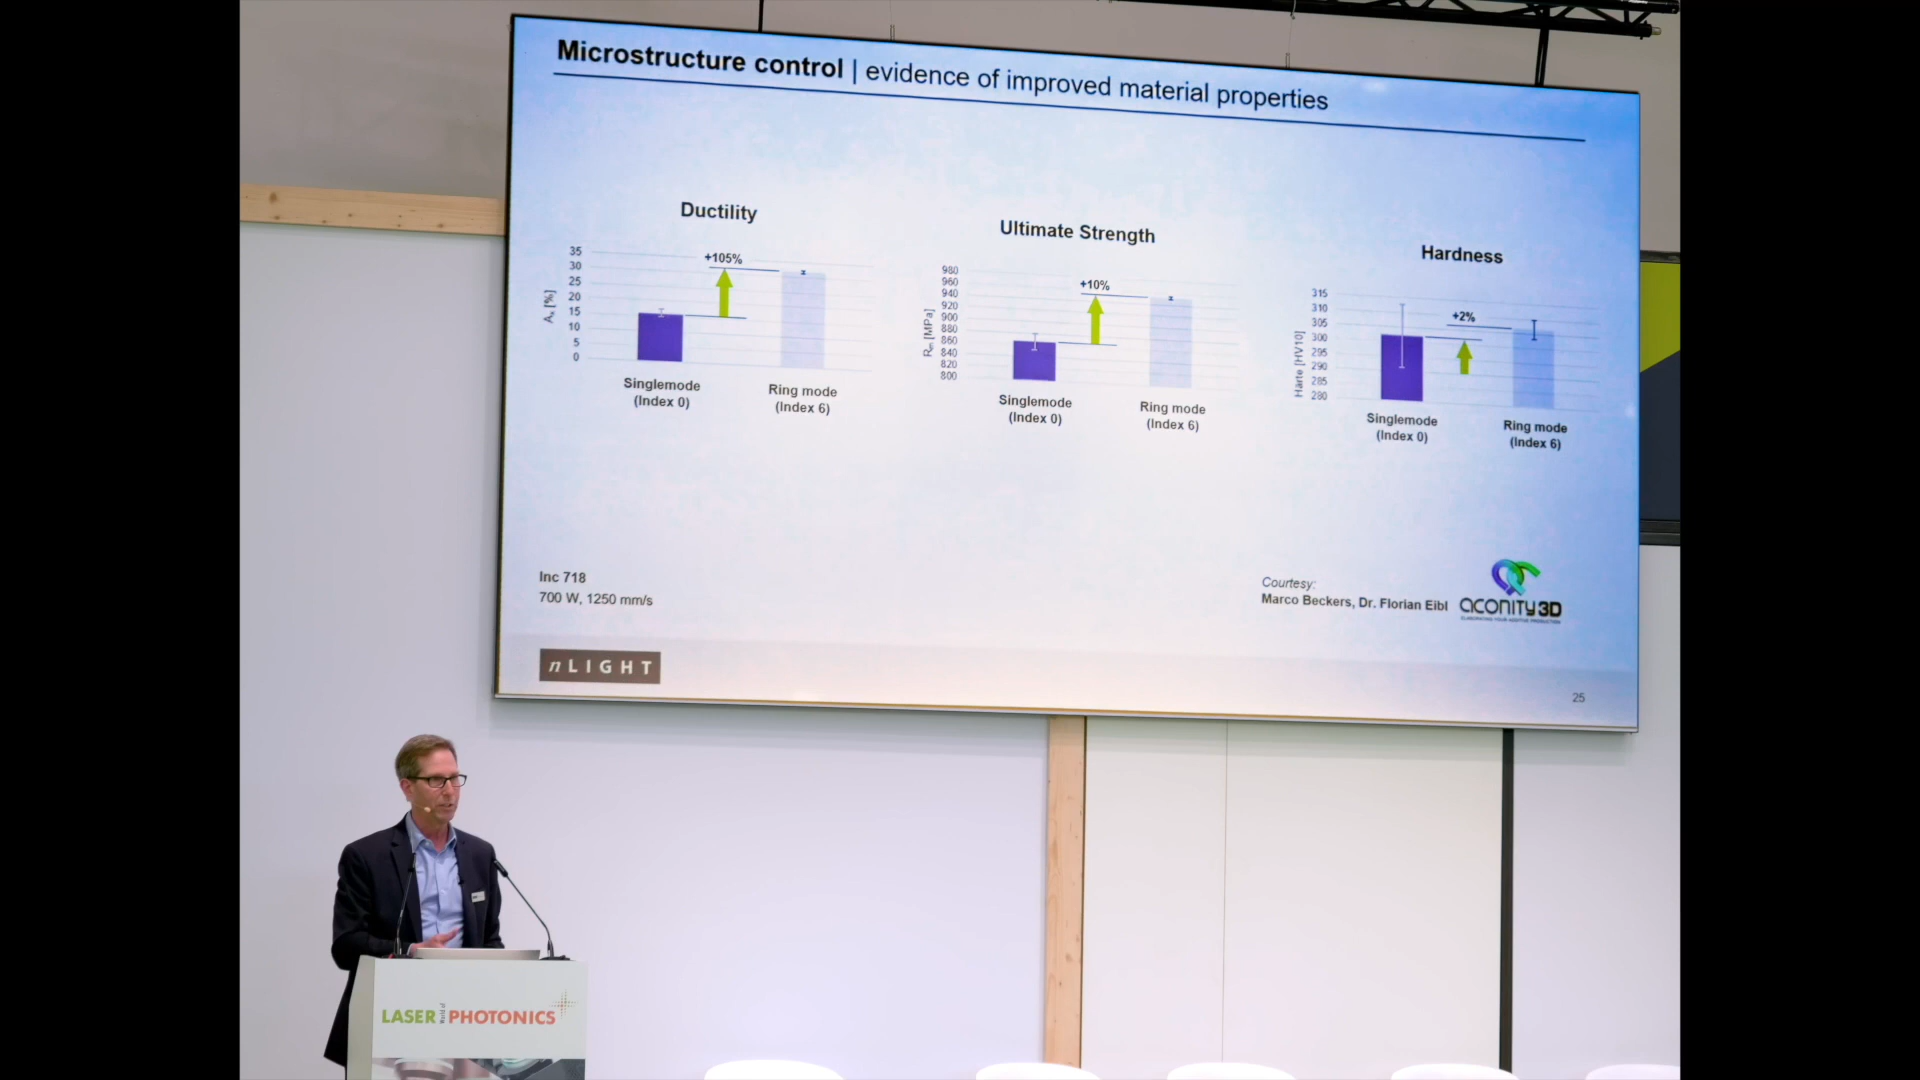 Microstructure control | evidence of improved material properties
Ductility
+105%
35
30
25
20
15
10
5
0
Singlemode
(Index 0)
Ring mode
(Index 6)
Ultimate Strength
+10%
980
960
940
920
900
880
860
840
820
800
Rm [MPa]
Singlemode
(Index 0)
Ring mode
(Index 6)
Hardness
+2%
315
310
305
300
295
290
285
280
Härte [HV10]
Singlemode
(Index 0)
Ring mode
(Index 6)
Inc 718
700 W, 1250 mm/s
Courtesy:
Marco Beckers, Dr. Florian Eibl
aconity3D
nLIGHT
25
LASER World of PHOTONICS